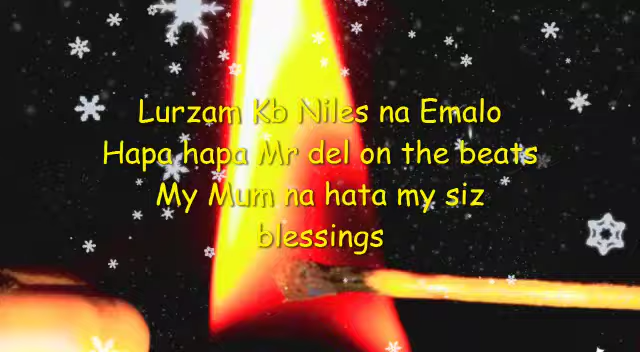 Lurzam Kb Niles na Emalo
Hapa hapa Mr del on the beats
My Mum na hata my siz
blessings